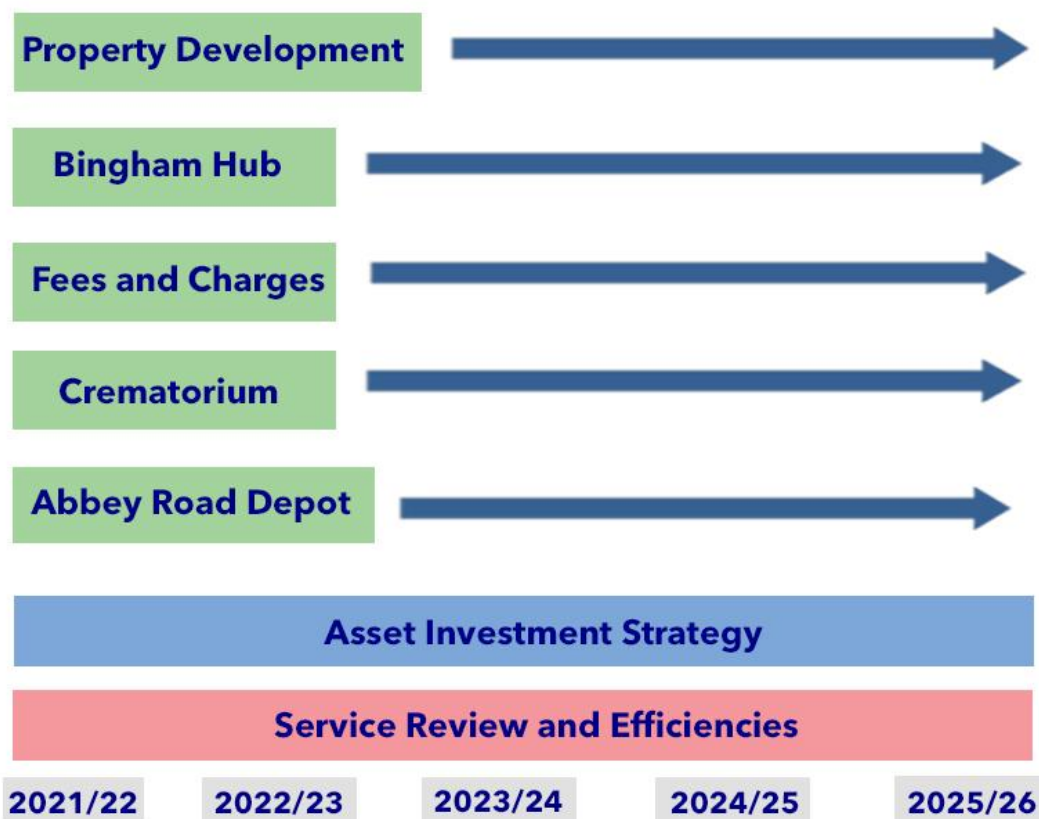 Property Development
Bingham Hub
Fees and Charges
Crematorium
Abbey Road Depot
Asset Investment Strategy
Service Review and Efficiencies
2021/22 2022/23 2023/24 2024/25 2025/26